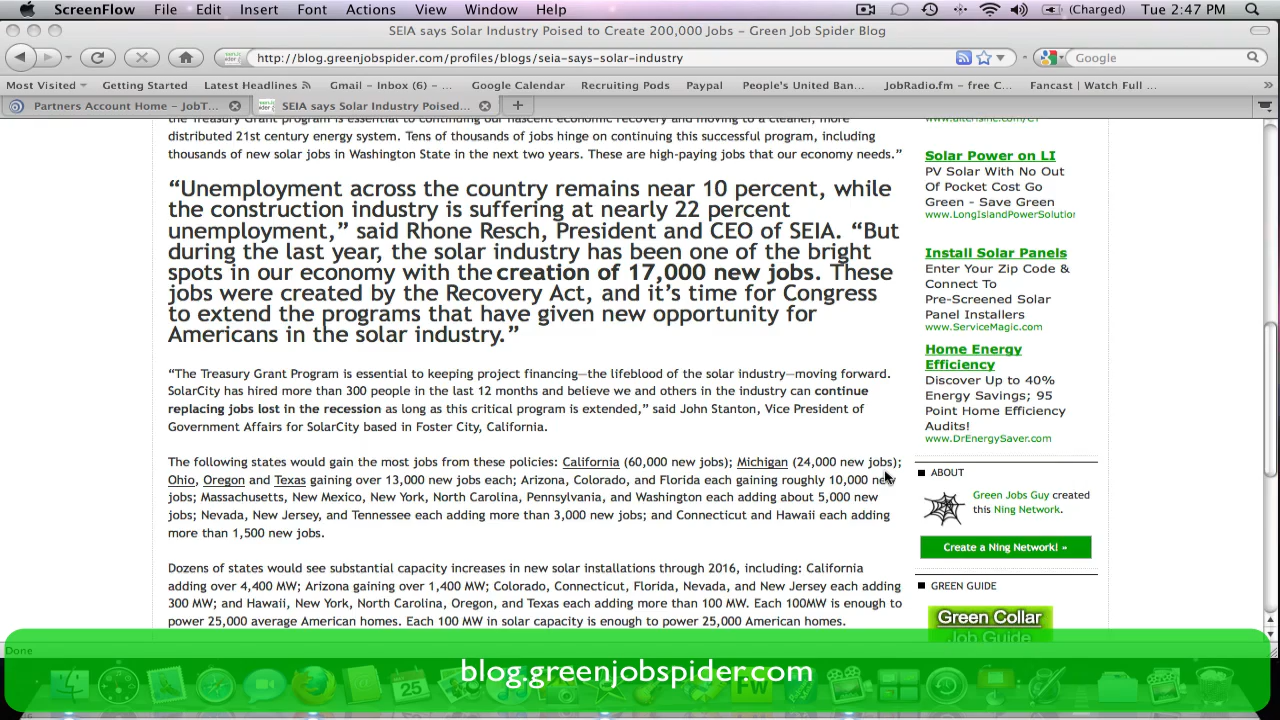 ScreenFlow File Edit Insert Font Actions View Window Help (Charged) Tue 2:47 PM
SEIA says Solar Industry Poised to Create 200,000 Jobs – Green Job Spider Blog
http://blog.greenjobspider.com/profiles/blogs/seia-says-solar-industry Google
Most Visited Getting Started Latest Headlines Gmail – Inbox (6) – ... Google Calendar Recruiting Pods Paypal People's United Ban... JobRadio.fm – free C... Fancast | Watch Full ...
Partners Account Home – JobT... SEIA says Solar Industry Poised...
the Treasury Grant program is essential to continuing our nascent economic recovery and moving to a cleaner, more
distributed 21st century energy system. Tens of thousands of jobs hinge on continuing this successful program, including
thousands of new solar jobs in Washington State in the next two years. These are high-paying jobs that our economy needs.”
“Unemployment across the country remains near 10 percent, while
the construction industry is suffering at nearly 22 percent
unemployment,” said Rhone Resch, President and CEO of SEIA. “But
during the last year, the solar industry has been one of the bright
spots in our economy with the creation of 17,000 new jobs. These
jobs were created by the Recovery Act, and it’s time for Congress
to extend the programs that have given new opportunity for
Americans in the solar industry.”
“The Treasury Grant Program is essential to keeping project financing—the lifeblood of the solar industry—moving forward.
SolarCity has hired more than 300 people in the last 12 months and believe we and others in the industry can continue
replacing jobs lost in the recession as long as this critical program is extended,” said John Stanton, Vice President of
Government Affairs for SolarCity based in Foster City, California.
The following states would gain the most jobs from these policies: California (60,000 new jobs); Michigan (24,000 new jobs);
Ohio, Oregon and Texas gaining over 13,000 new jobs each; Arizona, Colorado, and Florida each gaining roughly 10,000 new
jobs; Massachusetts, New Mexico, New York, North Carolina, Pennsylvania, and Washington each adding about 5,000 new
jobs; Nevada, New Jersey, and Tennessee each adding more than 3,000 new jobs; and Connecticut and Hawaii each adding
more than 1,500 new jobs.
Dozens of states would see substantial capacity increases in new solar installations through 2016, including: California
adding over 4,400 MW; Arizona gaining over 1,400 MW; Colorado, Connecticut, Florida, Nevada, and New Jersey each adding
300 MW; and Hawaii, New York, North Carolina, Oregon, and Texas each adding more than 100 MW. Each 100MW is enough to
power 25,000 average American homes. Each 100 MW in solar capacity is enough to power 25,000 American homes.
Solar Power on LI
PV Solar With No Out
Of Pocket Cost Go
Green - Save Green
www.LongIslandPowerSolutior
Install Solar Panels
Enter Your Zip Code &
Connect To
Pre-Screened Solar
Panel Installers
www.ServiceMagic.com
Home Energy
Efficiency
Discover Up to 40%
Energy Savings; 95
Point Home Efficiency
Audits!
www.DrEnergySaver.com
ABOUT
Green Jobs Guy created
this Ning Network.
Create a Ning Network! »
GREEN GUIDE
Green Collar
Job Guide
Done
25
FW
blog.greenjobspider.com